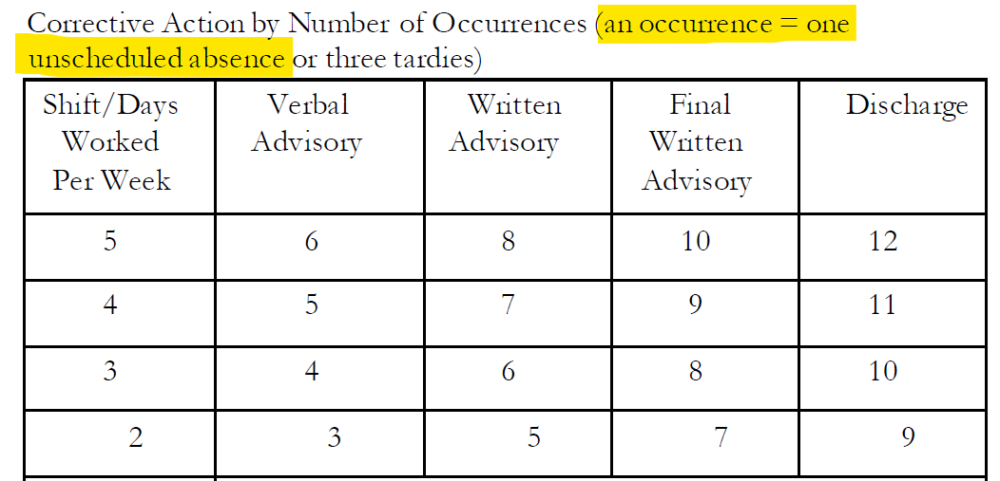 Corrective Action by Number of Occurrences (an occurrence = one
unscheduled absence or three tardies)
Shift/Days Worked Per Week Verbal Advisory Written Advisory Final Written Advisory Discharge
5 6 8 10 12
4 5 7 9 11
3 4 6 8 10
2 3 5 7 9